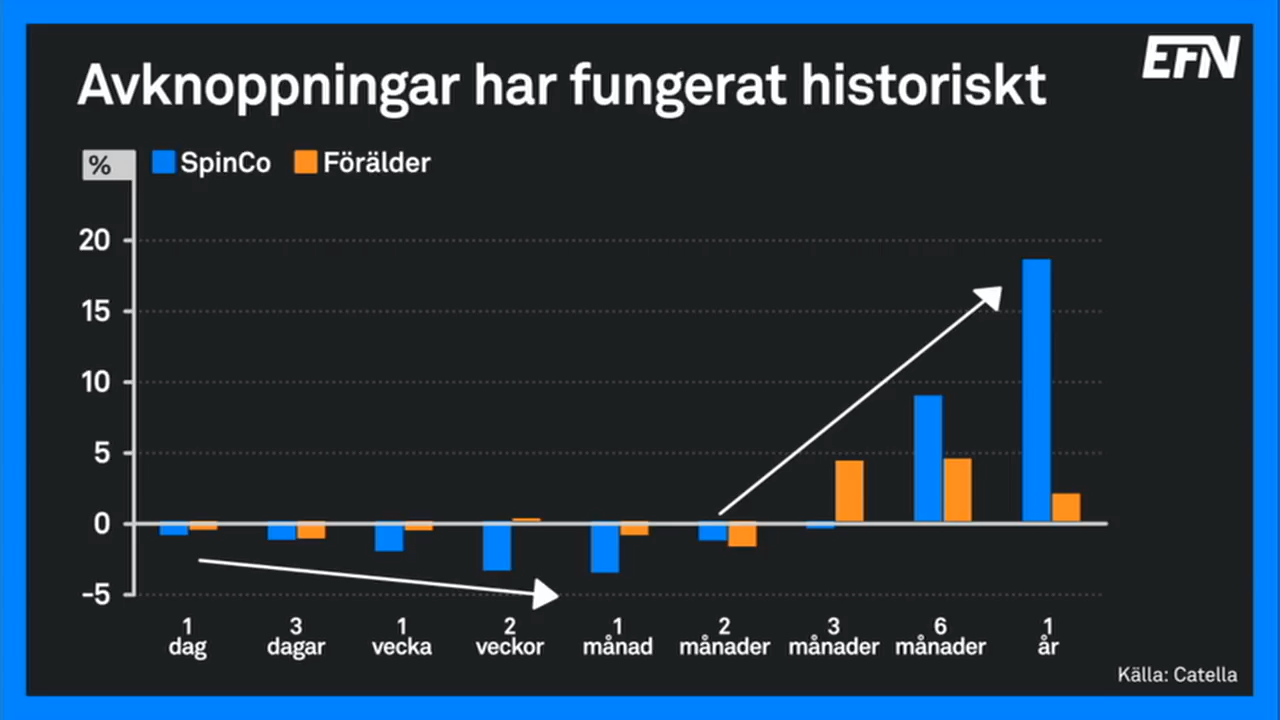 EFN
Avknoppningar har fungerat historiskt
% SpinCo Förälder
20
15
10
5
0
-5
1 dag
3 dagar
1 vecka
2 veckor
1 månad
2 månader
3 månader
6 månader
1 år
Källa: Catella